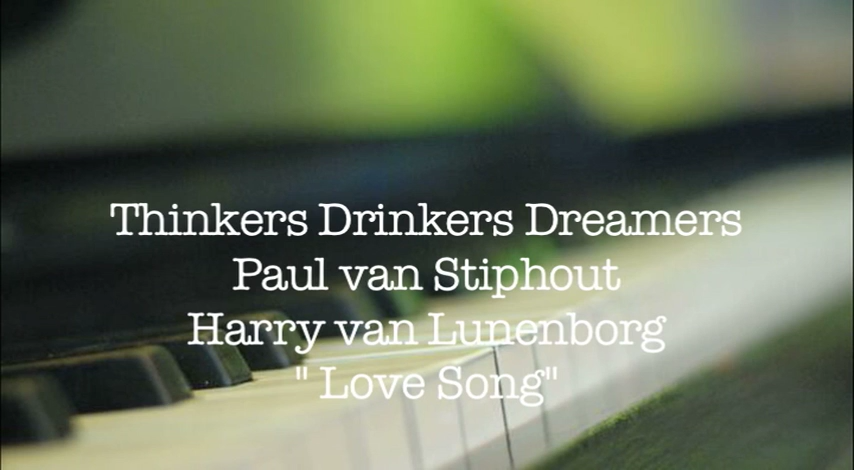 Thinkers Drinkers Dreamers
Paul van Stiphout
Harry van Lunenborg
" Love Song"